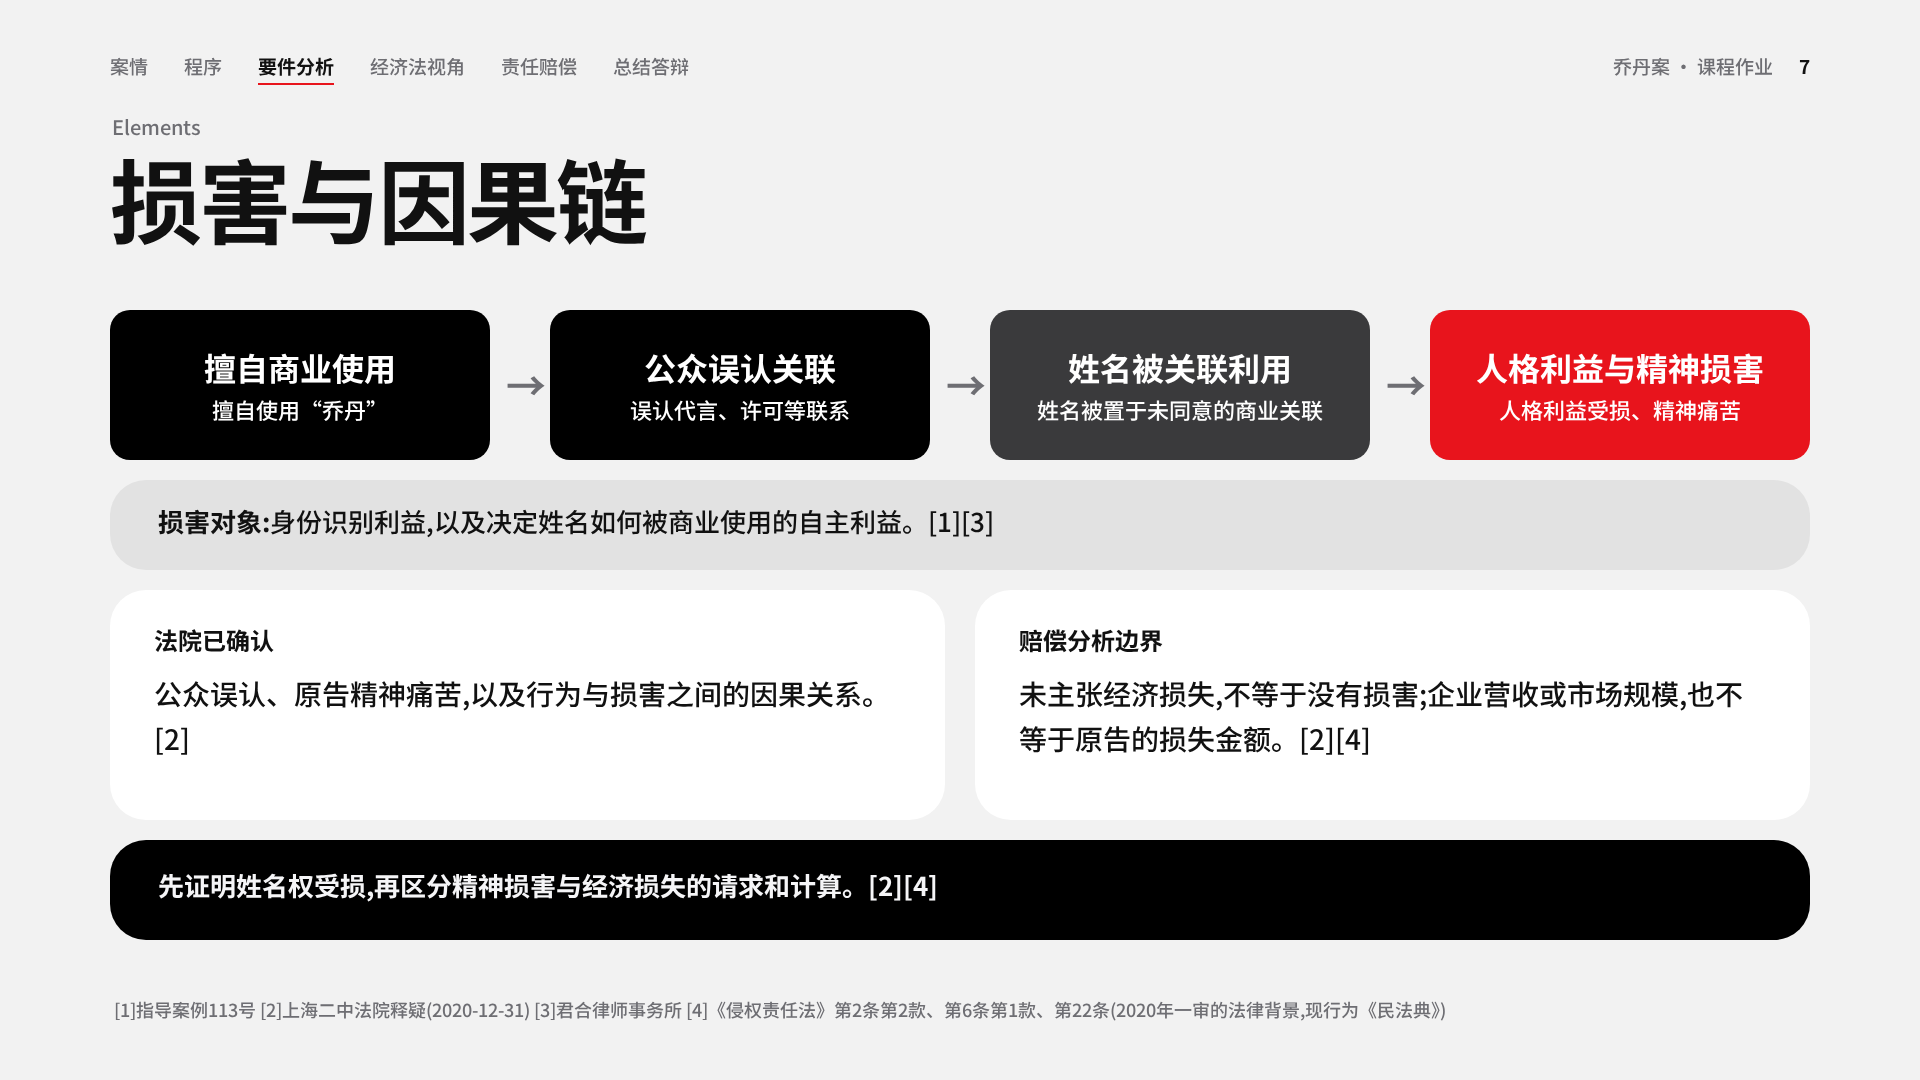 案情 程序 要件分析 经济法视角 责任赔偿 总结答辩 乔丹案 · 课程作业 7
Elements
损害与因果链
擅自商业使用
擅自使用“乔丹”
→
公众误认关联
误认代言、许可等联系
→
姓名被关联利用
姓名被置于未同意的商业关联
→
人格利益与精神损害
人格利益受损、精神痛苦
损害对象:身份识别利益,以及决定姓名如何被商业使用的自主利益。[1][3]
法院已确认
公众误认、原告精神痛苦,以及行为与损害之间的因果关系。
[2]
赔偿分析边界
未主张经济损失,不等于没有损害;企业营收或市场规模,也不
等于原告的损失金额。[2][4]
先证明姓名权受损,再区分精神损害与经济损失的请求和计算。[2][4]
[1]指导案例113号 [2]上海二中法院释疑(2020-12-31) [3]君合律师事务所 [4]《侵权责任法》第2条第2款、第6条第1款、第22条(2020年一审的法律背景,现行为《民法典》)